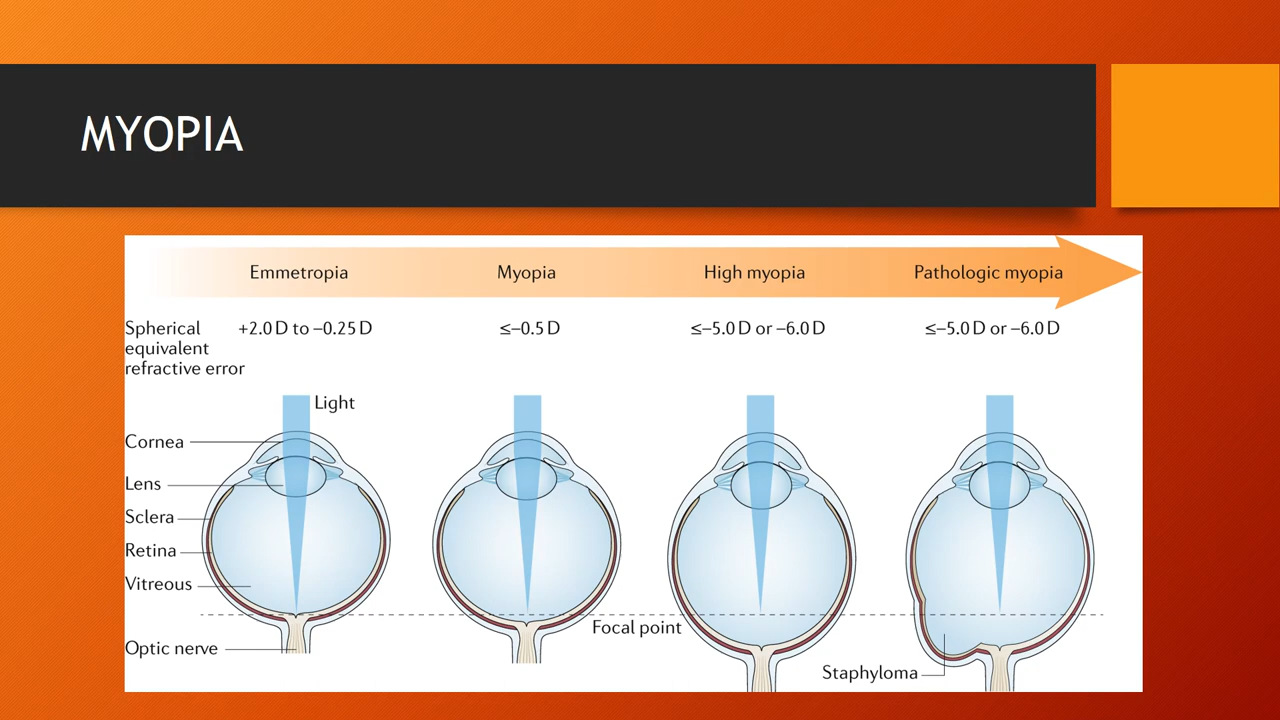 MYOPIA
Emmetropia Myopia High myopia Pathologic myopia
Spherical +2.0 D to –0.25 D ≤–0.5 D ≤–5.0 D or –6.0 D ≤–5.0 D or –6.0 D
equivalent
refractive error
Light
Cornea
Lens
Sclera
Retina
Vitreous
Focal point
Optic nerve
Staphyloma